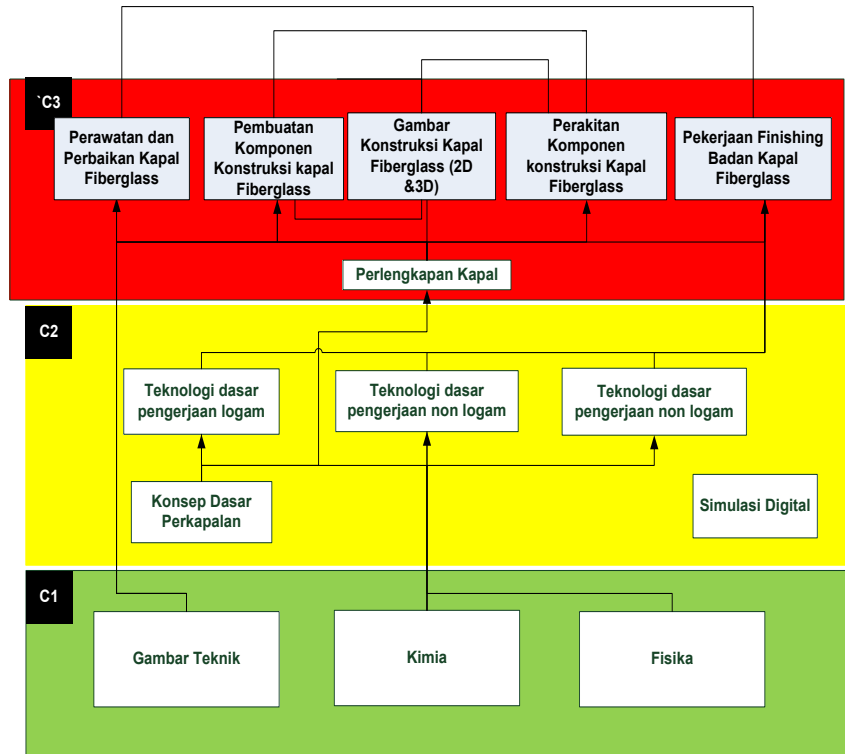 `C3
Perawatan dan
Perbaikan Kapal
Fiberglass
Pembuatan
Komponen
Konstruksi kapal
Fiberglass
Gambar
Konstruksi Kapal
Fiberglass (2D
&3D)
Perakitan
Komponen
konstruksi Kapal
Fiberglass
Pekerjaan Finishing
Badan Kapal
Fiberglass
Perlengkapan Kapal
C2
Teknologi dasar
pengerjaan logam
Teknologi dasar
pengerjaan non logam
Teknologi dasar
pengerjaan non logam
Konsep Dasar
Perkapalan
Simulasi Digital
C1
Gambar Teknik
Kimia
Fisika